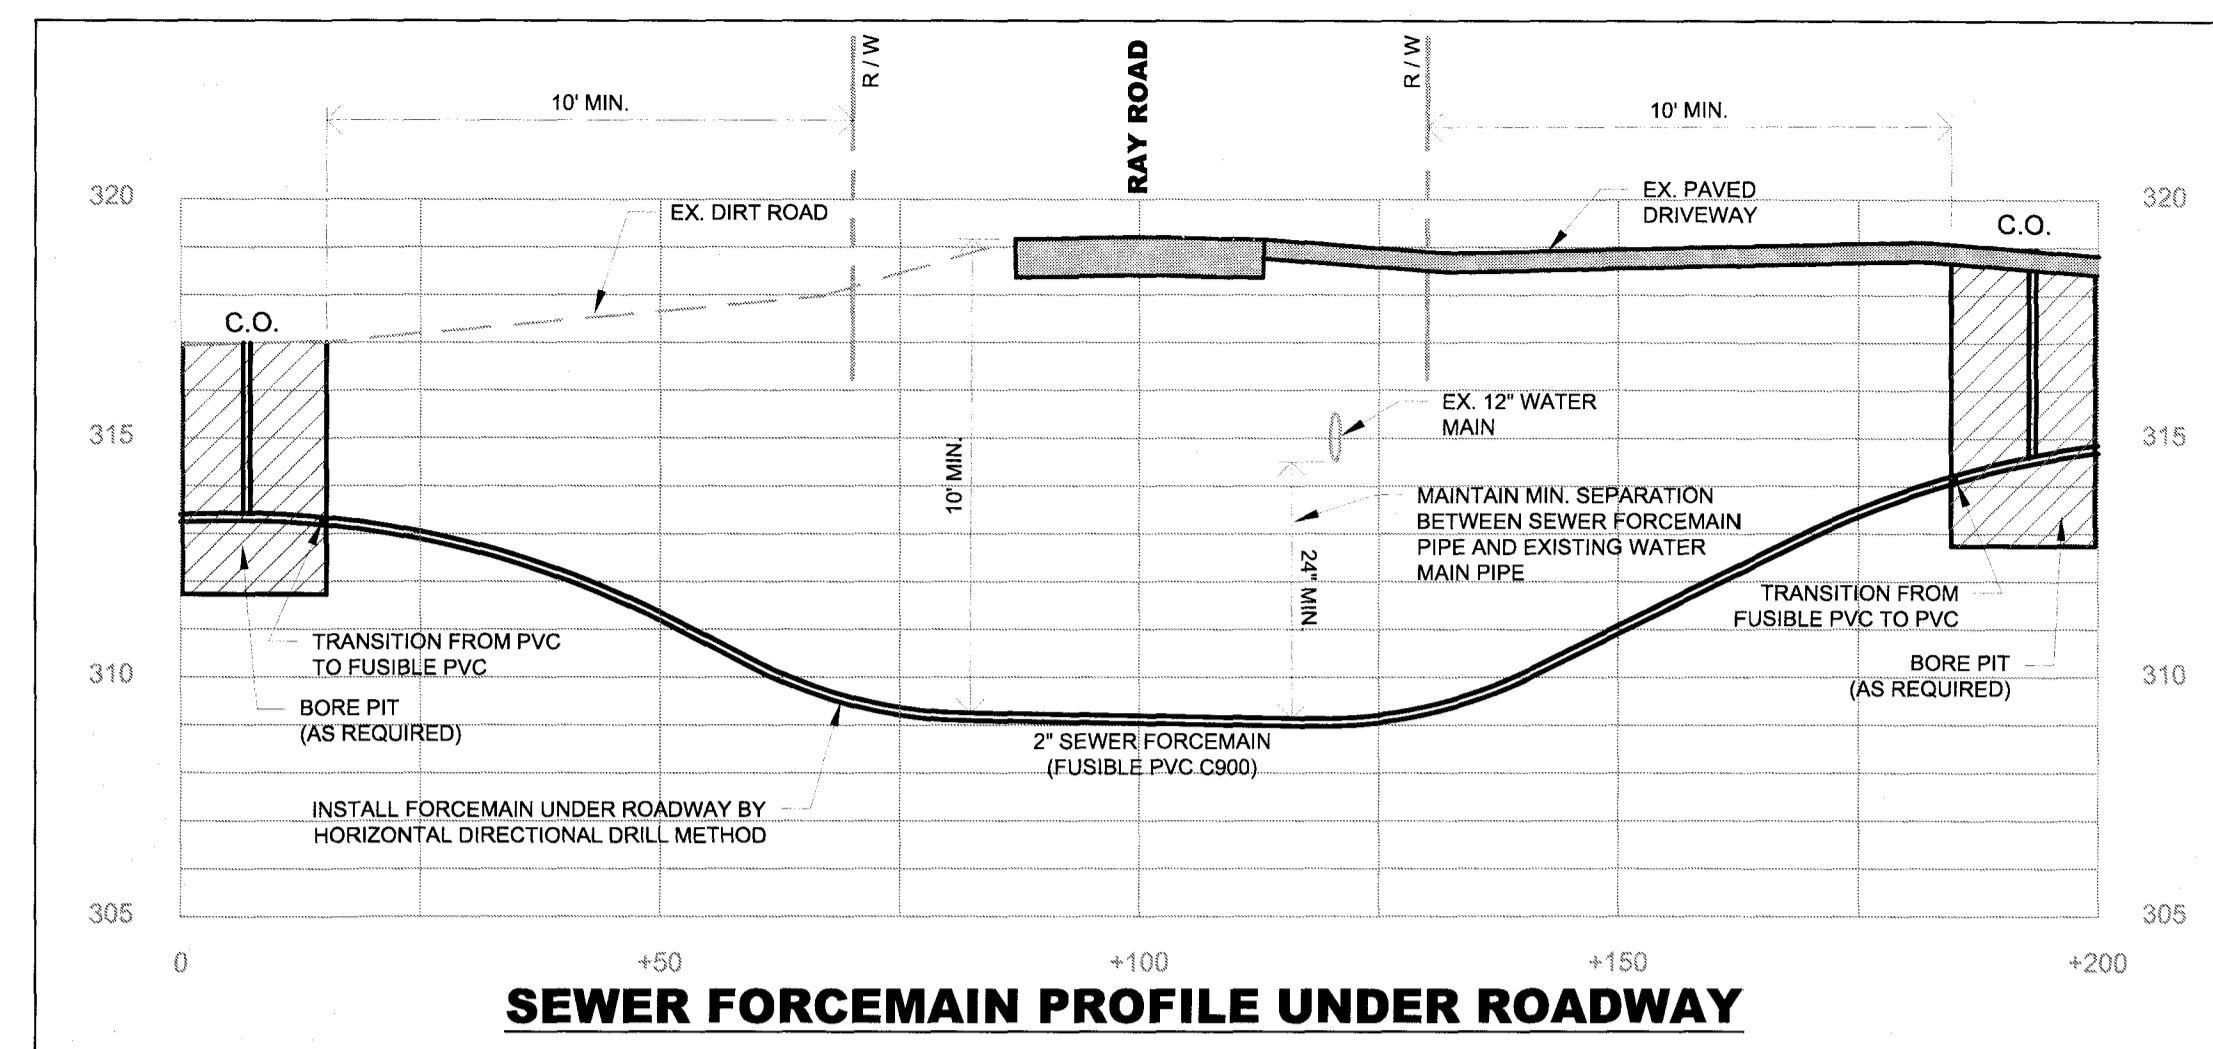 R / W
RAY ROAD
R / W
10' MIN.
10' MIN.
320
EX. DIRT ROAD
EX. PAVED
DRIVEWAY
320
C.O.
C.O.
EX. 12" WATER
MAIN
315
315
10' MIN.
MAINTAIN MIN. SEPARATION
BETWEEN SEWER FORCEMAIN
PIPE AND EXISTING WATER
MAIN PIPE
24" MIN.
TRANSITION FROM
FUSIBLE PVC TO PVC
TRANSITION FROM PVC
TO FUSIBLE PVC
310
310
BORE PIT
(AS REQUIRED)
BORE PIT
(AS REQUIRED)
2" SEWER FORCEMAIN
(FUSIBLE PVC C900)
INSTALL FORCEMAIN UNDER ROADWAY BY
HORIZONTAL DIRECTIONAL DRILL METHOD
305
305
0
+50
+100
+150
+200
SEWER FORCEMAIN PROFILE UNDER ROADWAY